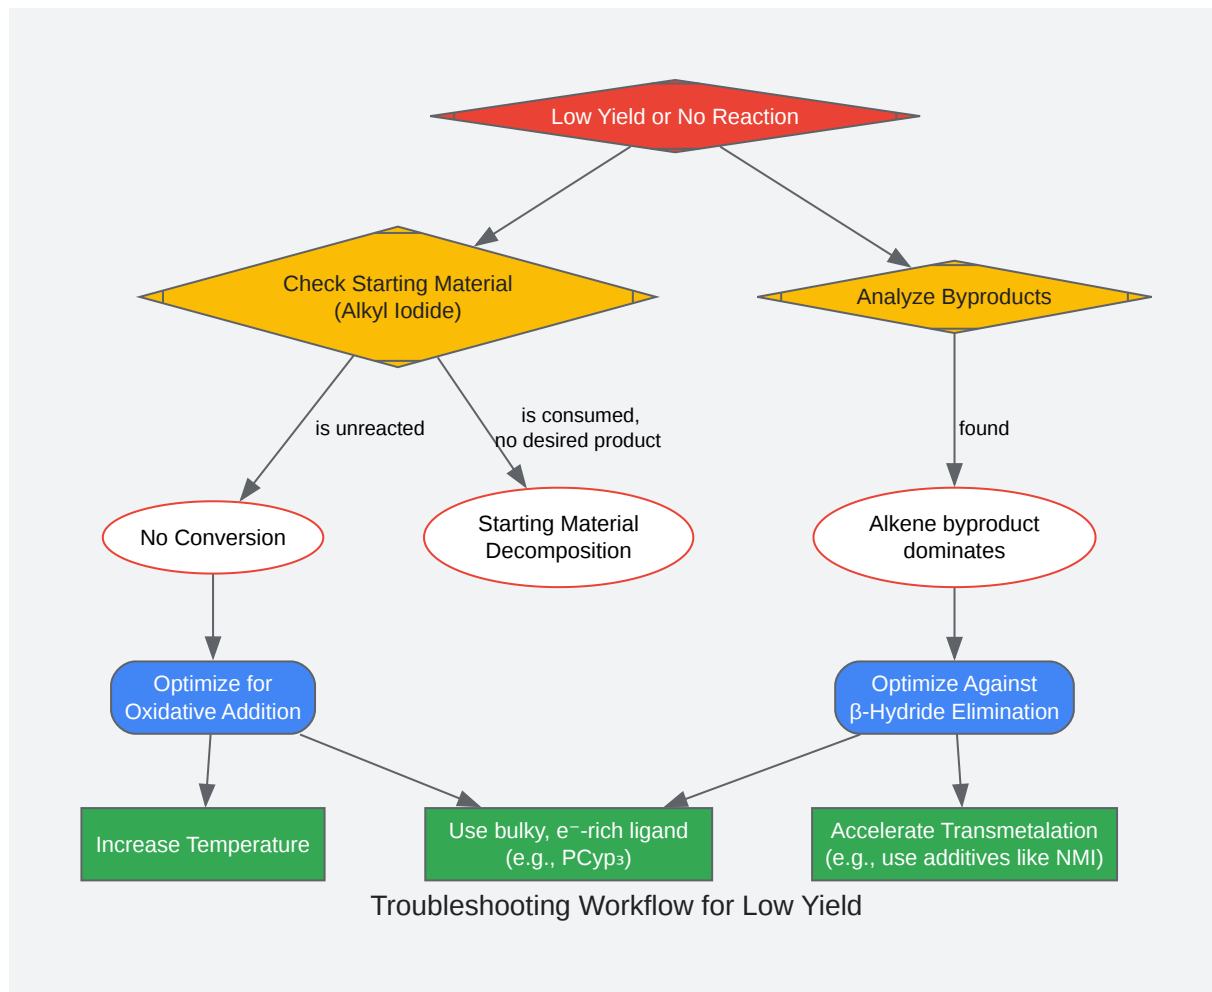 Low Yield or No Reaction
Check Starting Material
(Alkyl Iodide)
Analyze Byproducts
is unreacted
is consumed,
no desired product
found
No Conversion
Starting Material
Decomposition
Alkene byproduct
dominates
Optimize for
Oxidative Addition
Optimize Against
β-Hydride Elimination
Increase Temperature
Use bulky, e⁻-rich ligand
(e.g., PCyp₃)
Accelerate Transmetalation
(e.g., use additives like NMI)
Troubleshooting Workflow for Low Yield